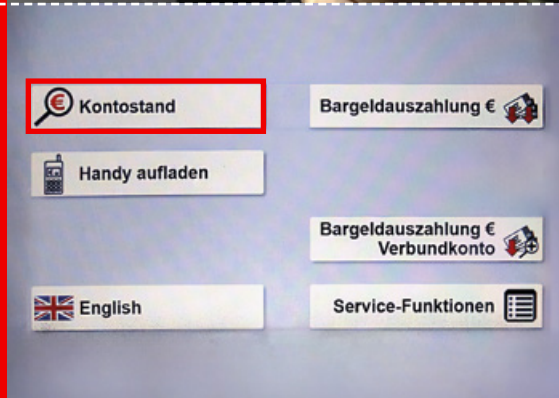 Kontostand
Bargeldauszahlung €
Handy aufladen
Bargeldauszahlung €
Verbundkonto
English
Service-Funktionen